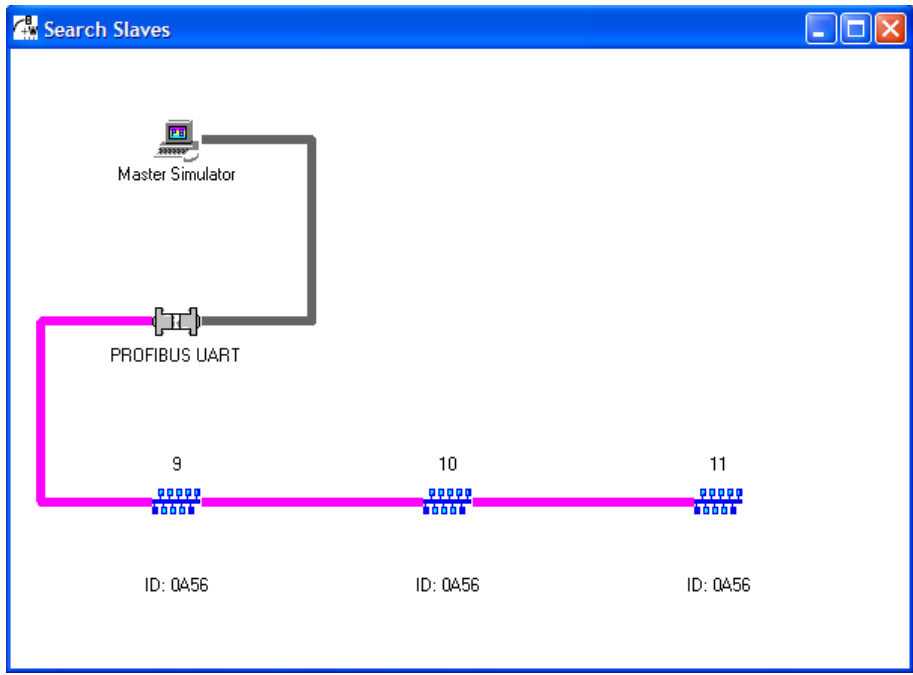 Search Slaves
Master Simulator
PROFIBUS UART
9 10 11
ID: 0A56 ID: 0A56 ID: 0A56